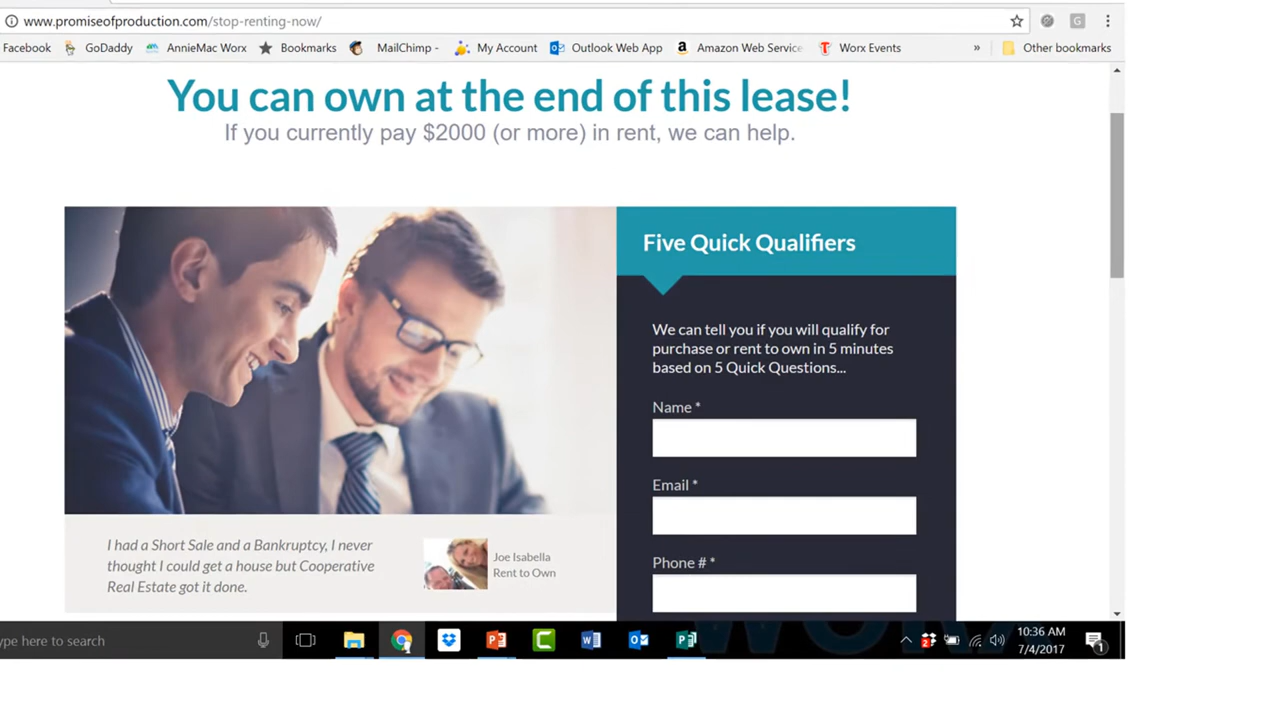 www.promiseofproduction.com/stop-renting-now/
G
Facebook GoDaddy AnnieMac Worx Bookmarks MailChimp - My Account Outlook Web App Amazon Web Service Worx Events » Other bookmarks
You can own at the end of this lease!
If you currently pay $2000 (or more) in rent, we can help.
Five Quick Qualifiers
We can tell you if you will qualify for
purchase or rent to own in 5 minutes
based on 5 Quick Questions...
Name *
Email *
Phone # *
I had a Short Sale and a Bankruptcy, I never
thought I could get a house but Cooperative
Real Estate got it done.
Joe Isabella
Rent to Own
ype here to search
10:36 AM
7/4/2017
1